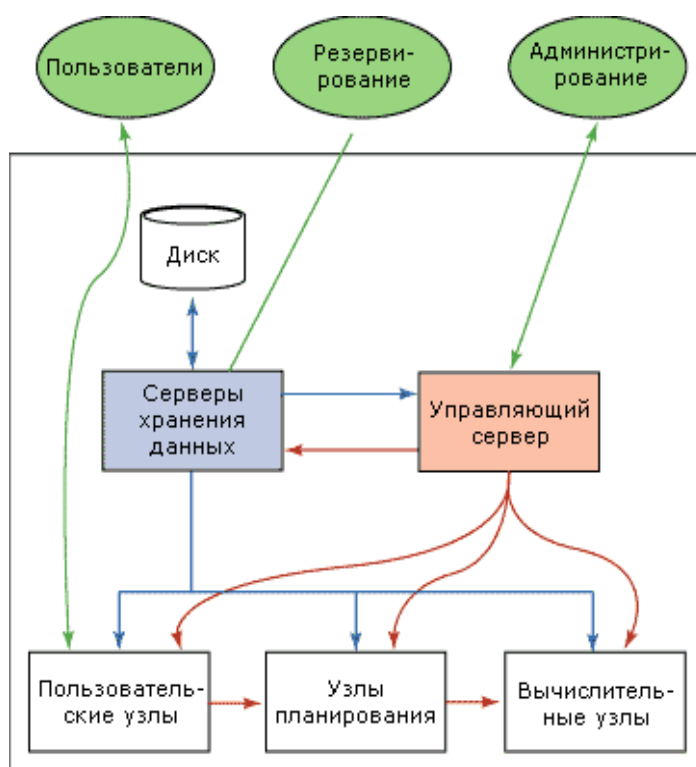 Пользователи
Резерви-
рование
Администри-
рование
Диск
Серверы
хранения
данных
Управляющий
сервер
Пользователь-
ские узлы
Узлы
планирования
Вычислитель-
ные узлы